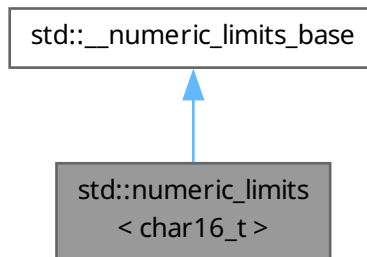 std::__numeric_limits_base
std::numeric_limits
< char16_t >